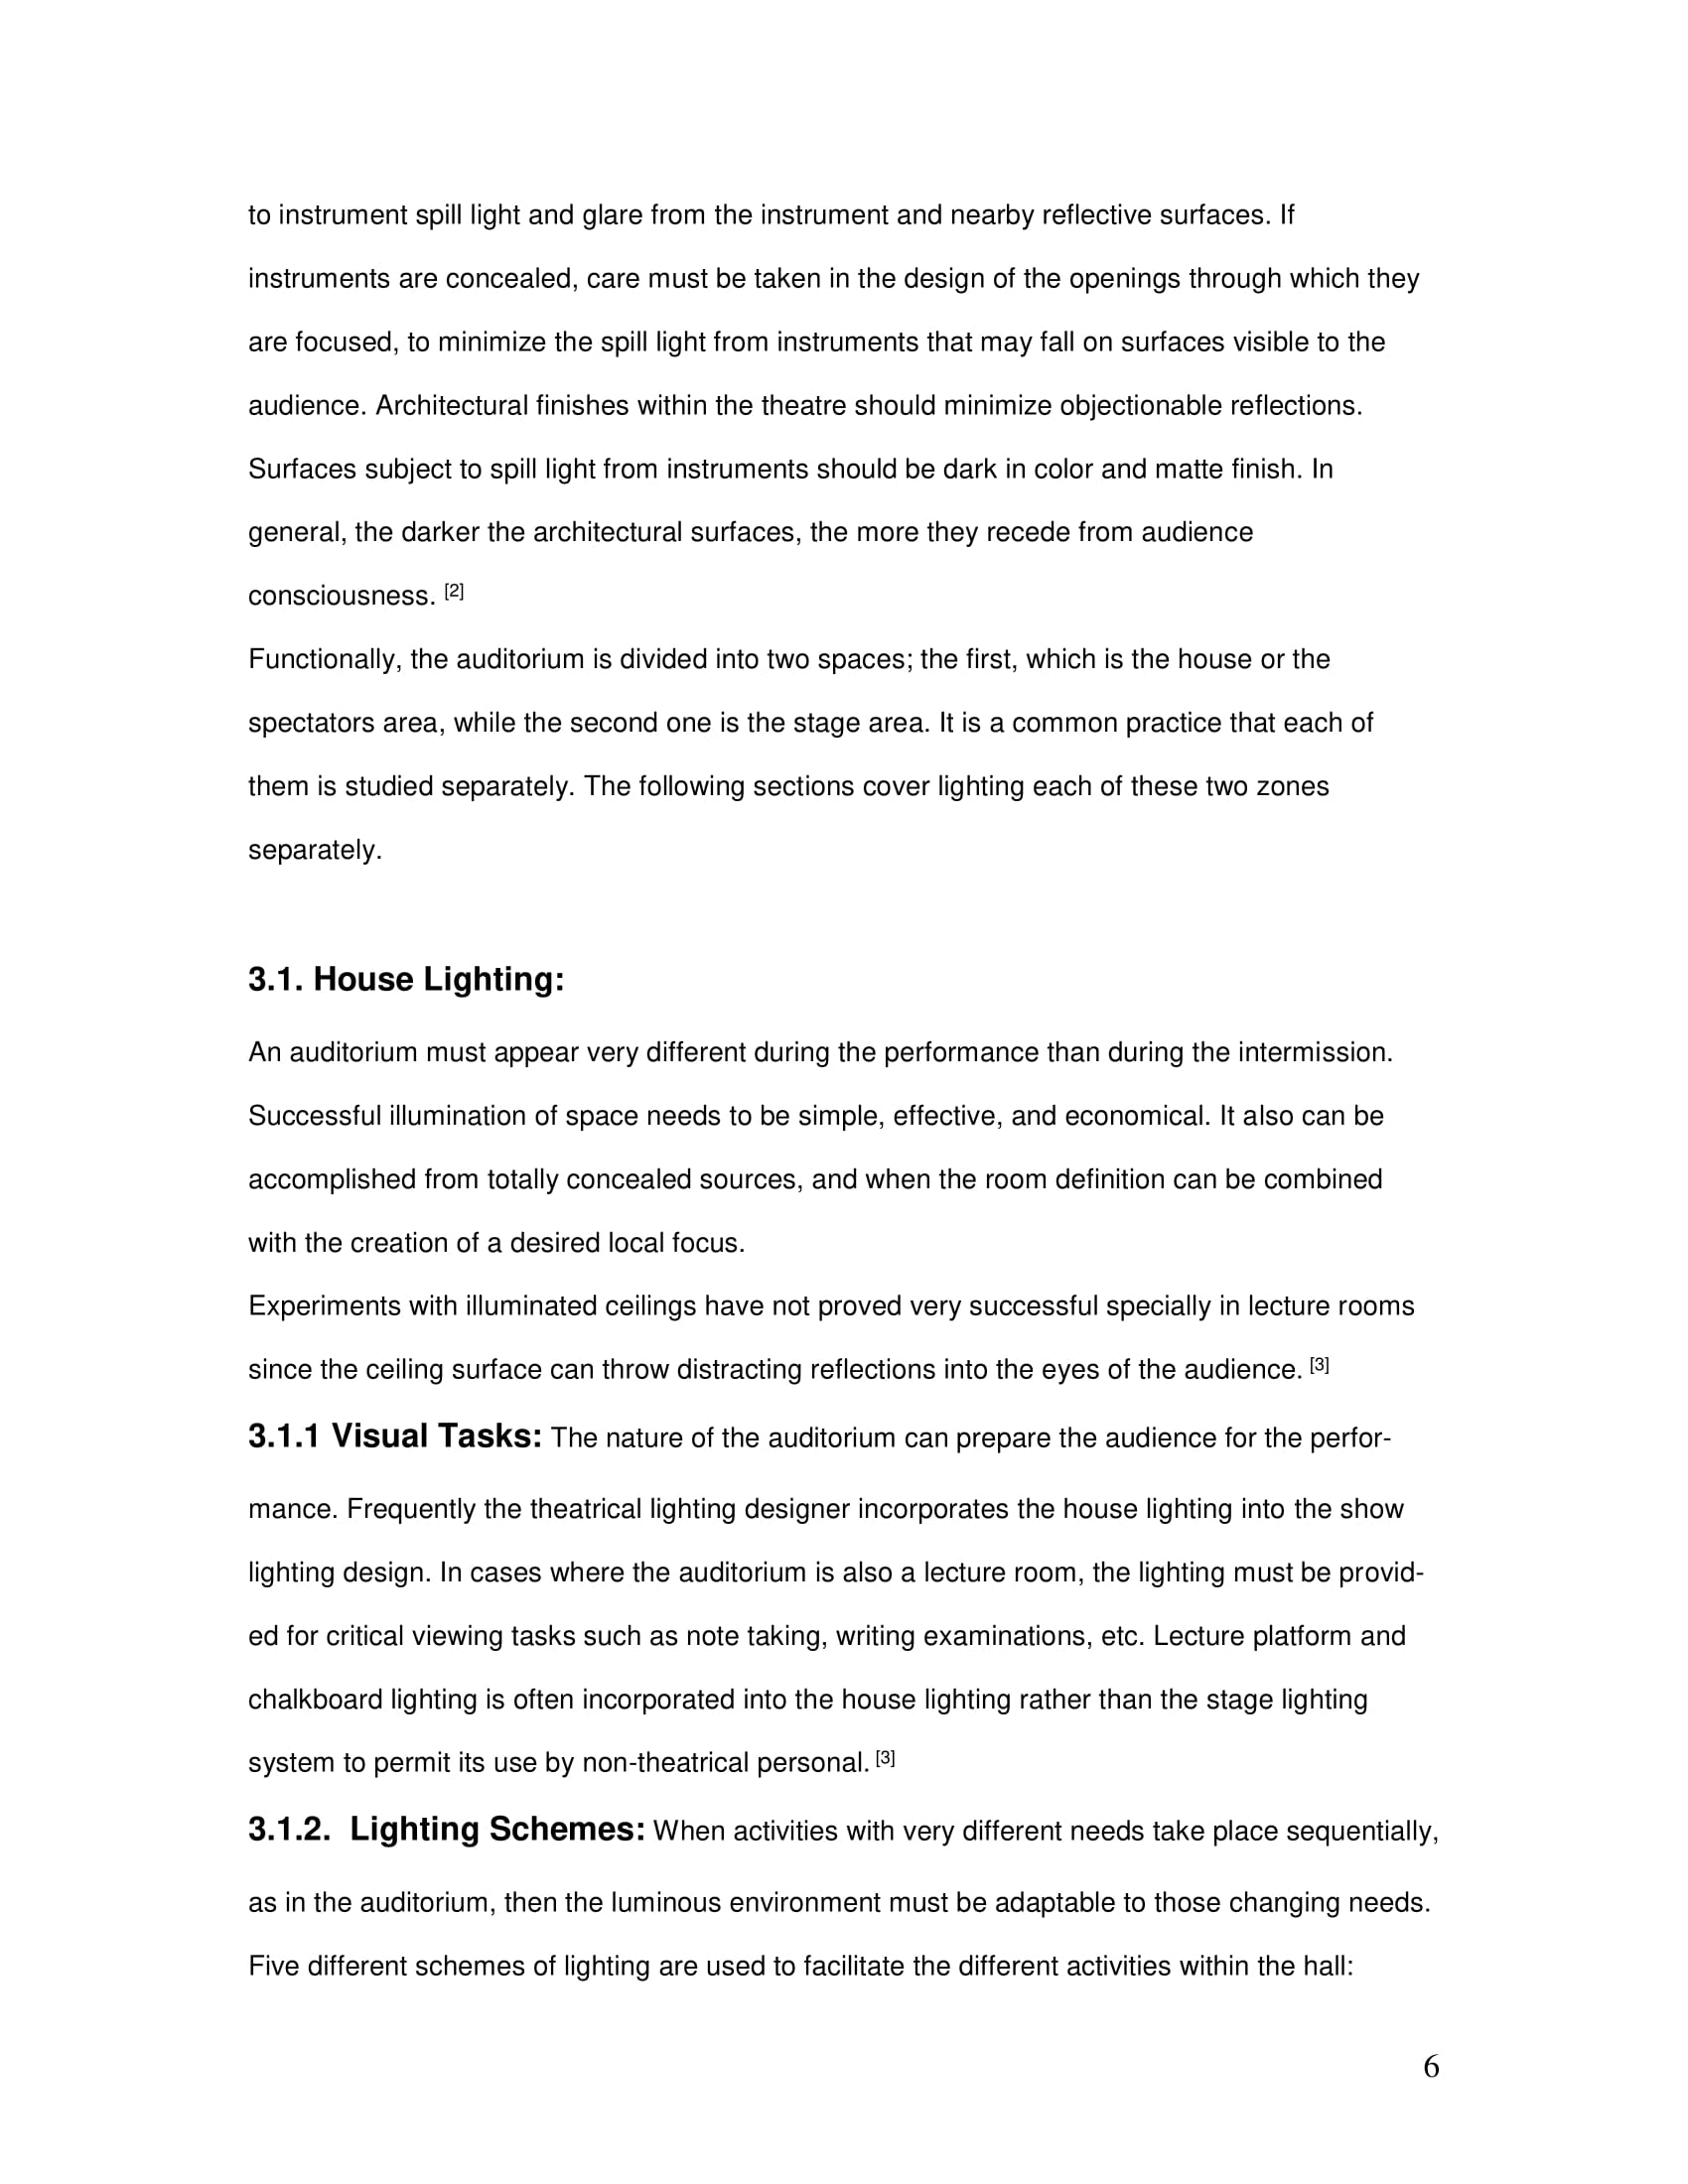 to instrument spill light and glare from the instrument and nearby reflective surfaces. If
instruments are concealed, care must be taken in the design of the openings through which they
are focused, to minimize the spill light from instruments that may fall on surfaces visible to the
audience. Architectural finishes within the theatre should minimize objectionable reflections.
Surfaces subject to spill light from instruments should be dark in color and matte finish. In
general, the darker the architectural surfaces, the more they recede from audience
consciousness. [2]
Functionally, the auditorium is divided into two spaces; the first, which is the house or the
spectators area, while the second one is the stage area. It is a common practice that each of
them is studied separately. The following sections cover lighting each of these two zones
separately.
3.1. House Lighting:
An auditorium must appear very different during the performance than during the intermission.
Successful illumination of space needs to be simple, effective, and economical. It also can be
accomplished from totally concealed sources, and when the room definition can be combined
with the creation of a desired local focus.
Experiments with illuminated ceilings have not proved very successful specially in lecture rooms
since the ceiling surface can throw distracting reflections into the eyes of the audience. [3]
3.1.1 Visual Tasks: The nature of the auditorium can prepare the audience for the perfor-
mance. Frequently the theatrical lighting designer incorporates the house lighting into the show
lighting design. In cases where the auditorium is also a lecture room, the lighting must be provid-
ed for critical viewing tasks such as note taking, writing examinations, etc. Lecture platform and
chalkboard lighting is often incorporated into the house lighting rather than the stage lighting
system to permit its use by non-theatrical personal. [3]
3.1.2.  Lighting Schemes: When activities with very different needs take place sequentially,
as in the auditorium, then the luminous environment must be adaptable to those changing needs.
Five different schemes of lighting are used to facilitate the different activities within the hall:
6